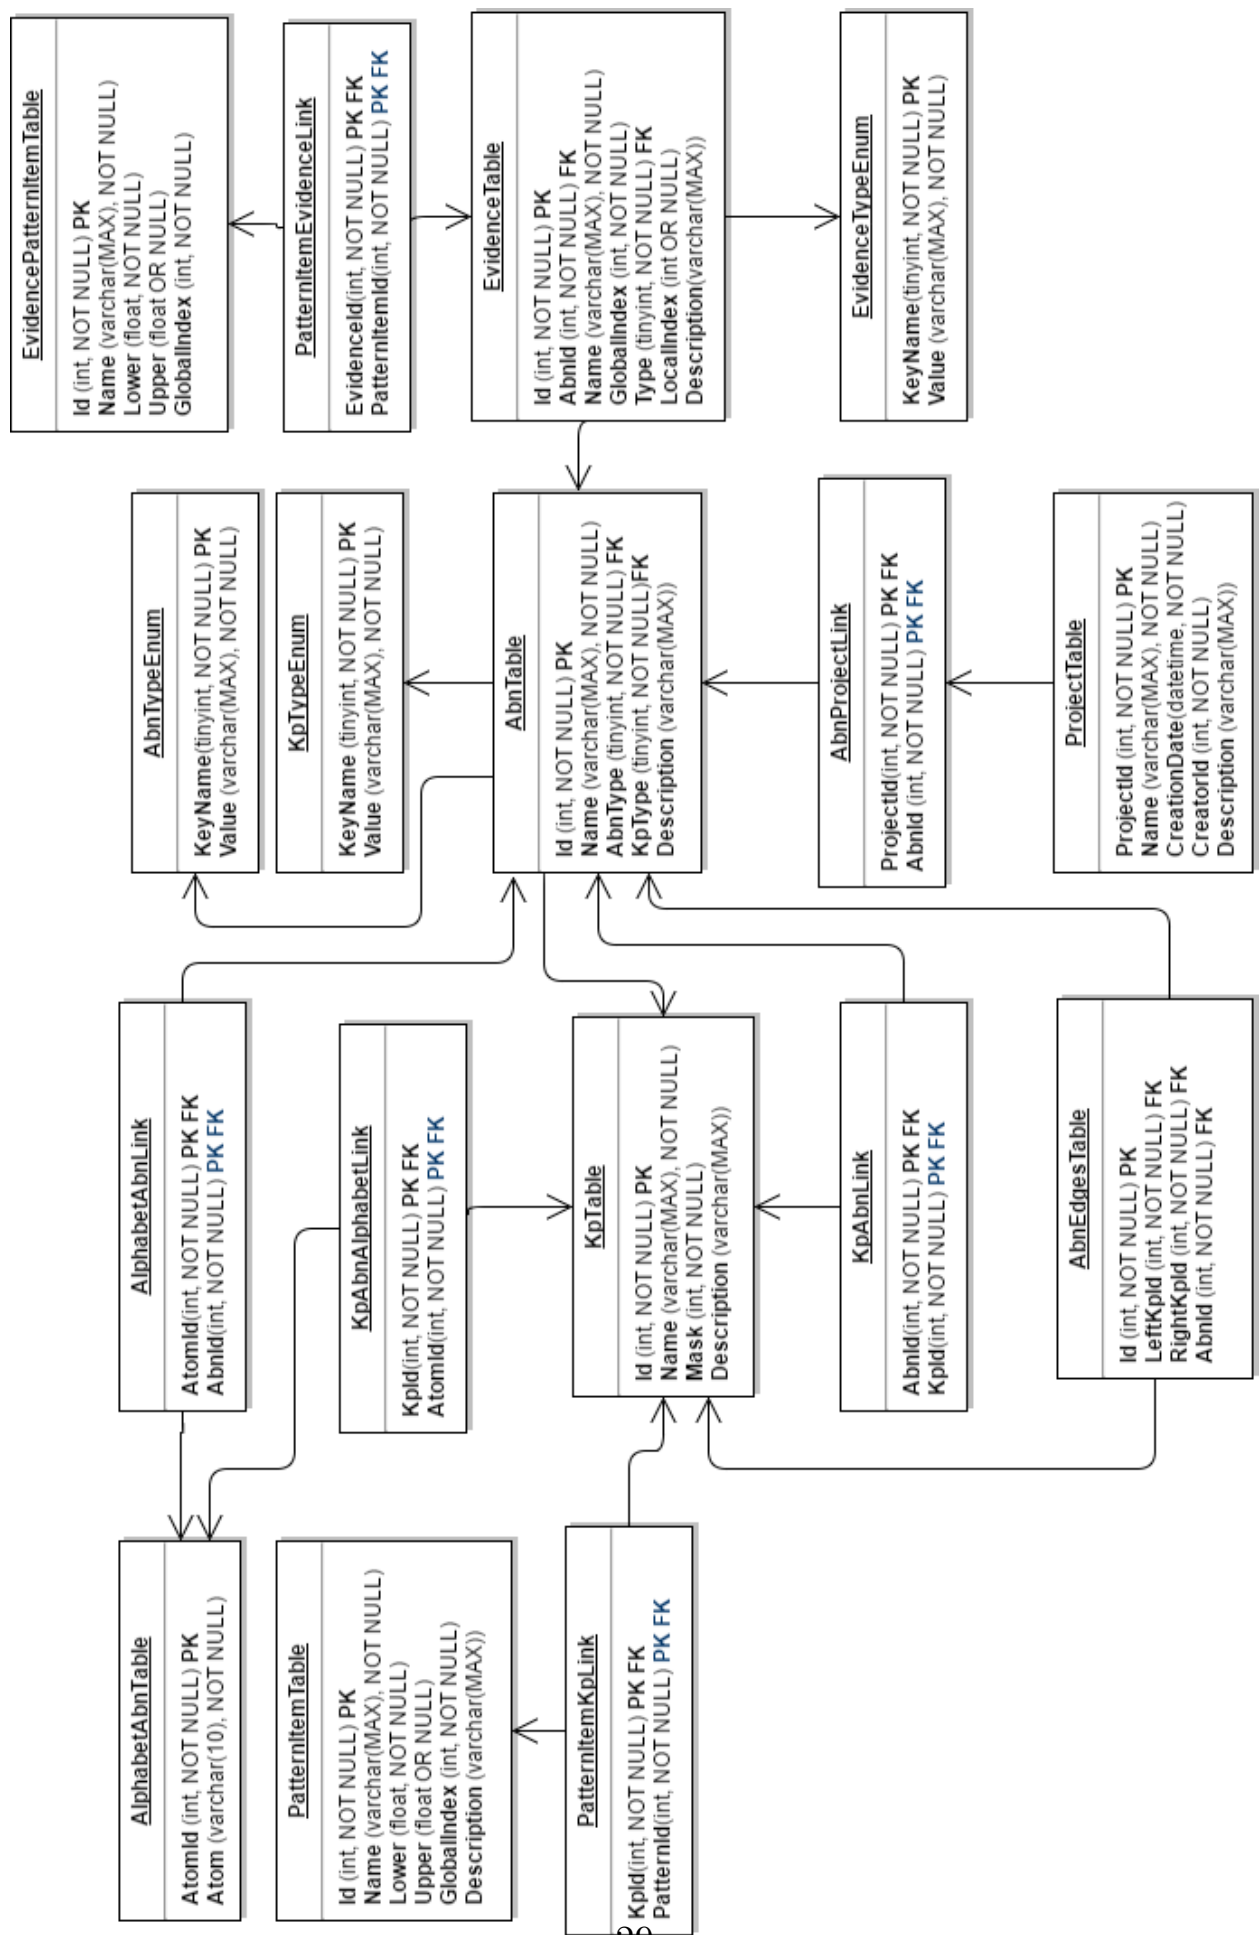 AlphabetAbnTable
AtomId (int, NOT NULL) PK
Atom (varchar(10), NOT NULL)
AlphabetAbnLink
AtomId(int, NOT NULL) PK FK
AbnId(int, NOT NULL) PK FK
AbnTypeEnum
KeyName(tinyint, NOT NULL) PK
Value (varchar(MAX), NOT NULL)
EvidencePatternItemTable
Id (int, NOT NULL) PK
Name (varchar(MAX), NOT NULL)
Lower (float, NOT NULL)
Upper (float OR NULL)
GlobalIndex (int, NOT NULL)
PatternItemTable
Id (int, NOT NULL) PK
Name (varchar(MAX), NOT NULL)
Lower (float, NOT NULL)
Upper (float OR NULL)
GlobalIndex (int, NOT NULL)
Description (varchar(MAX))
KpAbnAlphabetLink
KpId(int, NOT NULL) PK FK
AtomId(int, NOT NULL) PK FK
KpTypeEnum
KeyName (tinyint, NOT NULL) PK
Value (varchar(MAX), NOT NULL)
PatternItemEvidenceLink
EvidenceId(int, NOT NULL) PK FK
PatternItemId(int, NOT NULL) PK FK
PatternItemKpLink
KpId(int, NOT NULL) PK FK
PatternId(int, NOT NULL) PK FK
KpTable
Id (int, NOT NULL) PK
Name (varchar(MAX), NOT NULL)
Mask (int, NOT NULL)
Description (varchar(MAX))
AbnTable
Id (int, NOT NULL) PK
Name (varchar(MAX), NOT NULL)
AbnType (tinyint, NOT NULL) FK
KpType (tinyint, NOT NULL)FK
Description (varchar(MAX))
EvidenceTable
Id (int, NOT NULL) PK
AbnId (int, NOT NULL) FK
Name (varchar(MAX), NOT NULL)
GlobalIndex (int, NOT NULL)
Type (tinyint, NOT NULL) FK
LocalIndex (int OR NULL)
Description(varchar(MAX))
KpAbnLink
AbnId(int, NOT NULL) PK FK
KpId(int, NOT NULL) PK FK
AbnProjectLink
ProjectId(int, NOT NULL) PK FK
AbnId (int, NOT NULL) PK FK
EvidenceTypeEnum
KeyName(tinyint, NOT NULL) PK
Value (varchar(MAX), NOT NULL)
AbnEdgesTable
Id (int, NOT NULL) PK
LeftKpId (int, NOT NULL) FK
RightKpId (int, NOT NULL) FK
AbnId (int, NOT NULL) FK
ProjectTable
ProjectId (int, NOT NULL) PK
Name (varchar(MAX), NOT NULL)
CreationDate(datetime, NOT NULL)
CreatorId (int, NOT NULL)
Description (varchar(MAX))